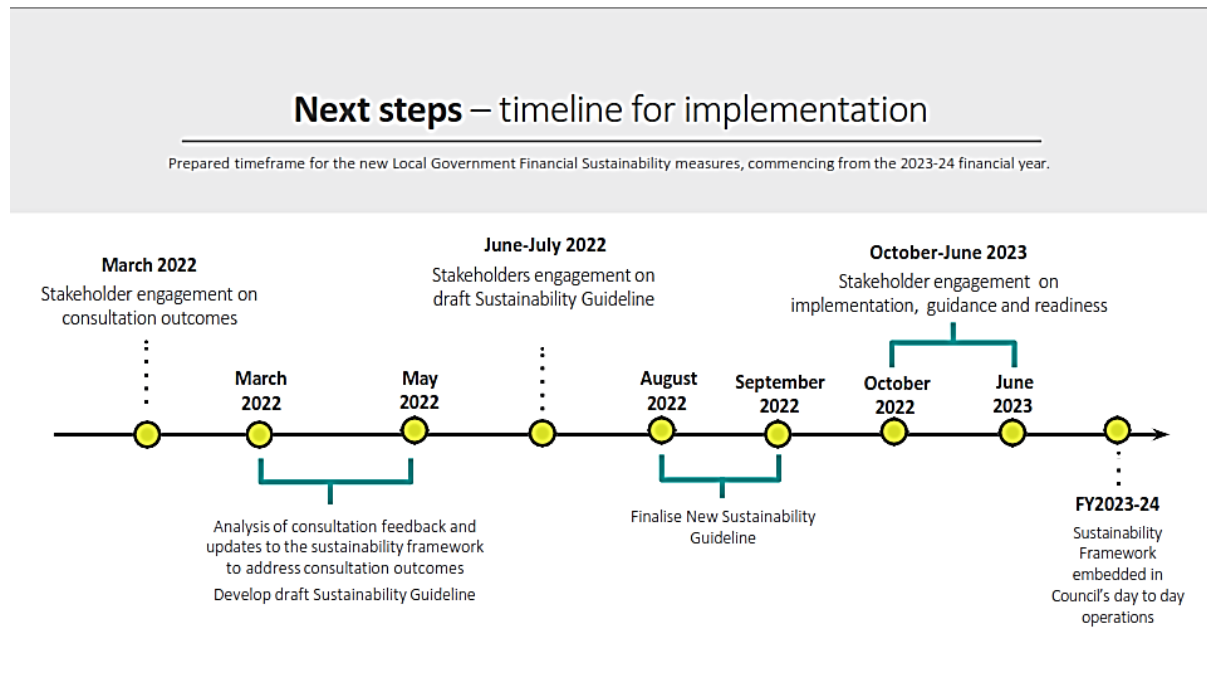 Next steps – timeline for implementation
Prepared timeframe for the new Local Government Financial Sustainability measures, commencing from the 2023-24 financial year.
March 2022
Stakeholder engagement on
consultation outcomes
June-July 2022
Stakeholders engagement on
draft Sustainability Guideline
October-June 2023
Stakeholder engagement on
implementation, guidance and readiness
March
2022
May
2022
August
2022
September
2022
October
2022
June
2023
Analysis of consultation feedback and
updates to the sustainability framework
to address consultation outcomes
Develop draft Sustainability Guideline
Finalise New Sustainability
Guideline
FY2023-24
Sustainability
Framework
embedded in
Council's day to day
operations